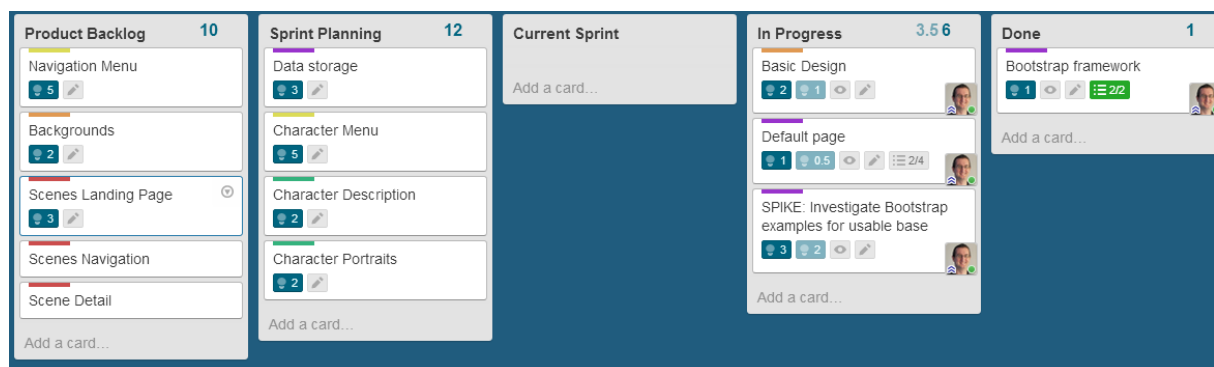 Product Backlog 10
Navigation Menu
5
Backgrounds
2
Scenes Landing Page
3
Scenes Navigation
Scene Detail
Add a card...
Sprint Planning 12
Data storage
3
Character Menu
5
Character Description
2
Character Portraits
2
Add a card...
Current Sprint
Add a card...
In Progress 3.5 6
Basic Design
2 1
Default page
1 0.5 2/4
SPIKE: Investigate Bootstrap
examples for usable base
3 2
Add a card...
Done 1
Bootstrap framework
1 2/2
Add a card...